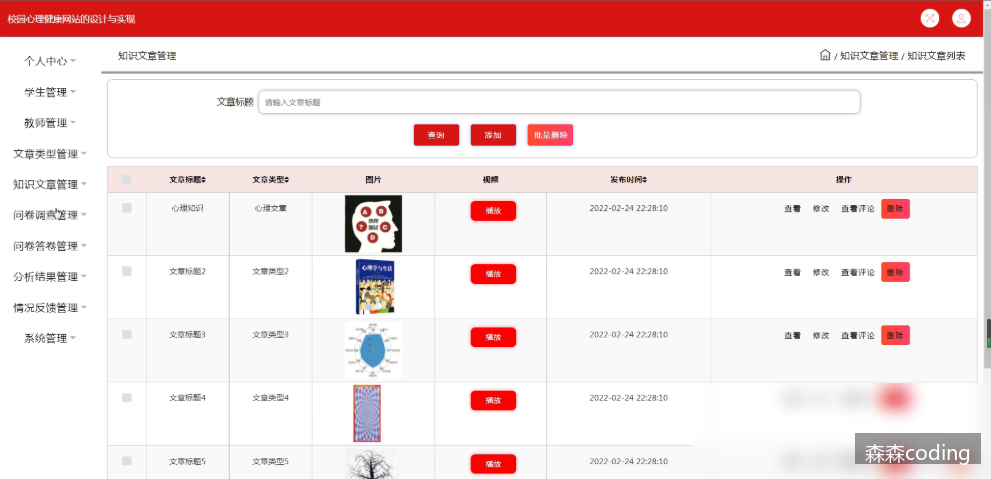 校园心理健康网站的设计与实现
知识文章管理
/ 知识文章管理 / 知识文章列表
个人中心
学生管理
教师管理
文章类型管理
知识文章管理
问卷调查管理
问卷答卷管理
分析结果管理
情况反馈管理
系统管理
文章标题 请输入文章标题
查询 添加 批量删除
文章标题 文章类型 图片 视频 发布时间 操作
心理知识 心理文章 播放 2022-02-24 22:28:10 查看 修改 查看评论 删除
文章标题2 文章类型2 心理学与生活 播放 2022-02-24 22:28:10 查看 修改 查看评论 删除
文章标题3 文章类型3 播放 2022-02-24 22:28:10 查看 修改 查看评论 删除
文章标题4 文章类型4 播放 2022-02-24 22:28:10
文章标题5 文章类型5 播放 2022-02-24 22:28:10
森森coding